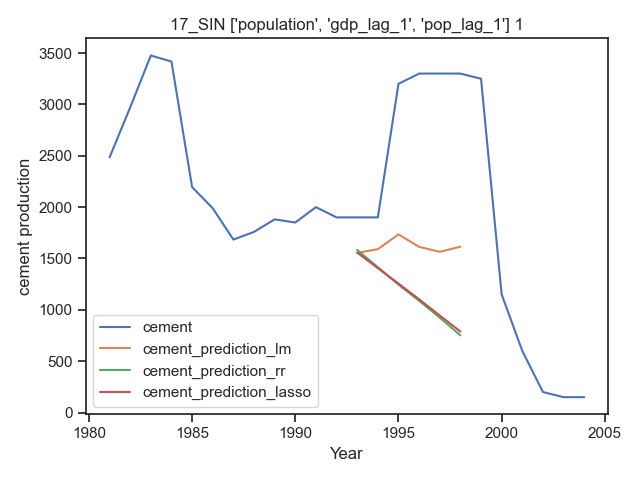 17_SIN ['population', 'gdp_lag_1', 'pop_lag_1'] 1
3500
3000
2500
2000
1500
1000
500
0
cement production
cement
cement_prediction_lm
cement_prediction_rr
cement_prediction_lasso
1980 1985 1990 1995 2000 2005
Year